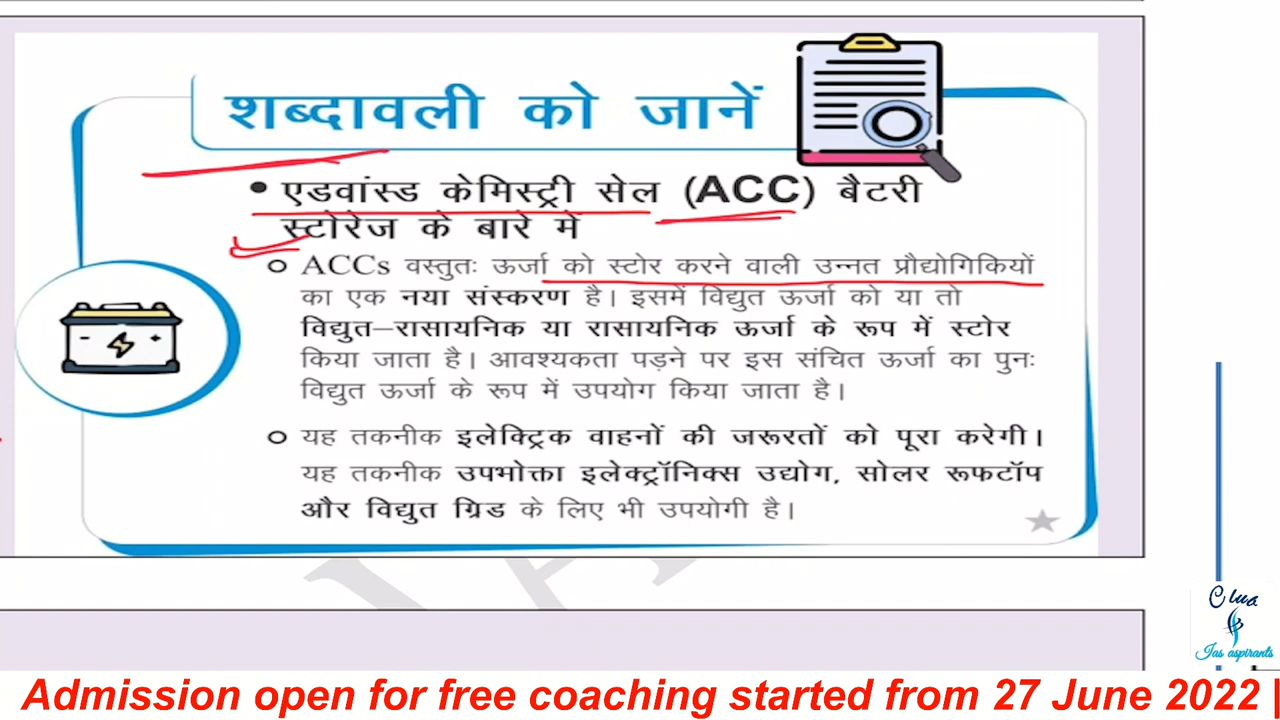 शब्दावली को जानें
• एडवांस्ड केमिस्ट्री सेल (ACC) बैटरी
स्टोरेज के बारे में
ACCs वस्तुतः ऊर्जा को स्टोर करने वाली उन्नत प्रौद्योगिकियों
का एक नया संस्करण है। इसमें विद्युत ऊर्जा को या तो
विद्युत–रासायनिक या रासायनिक ऊर्जा के रूप में स्टोर
किया जाता है। आवश्यकता पड़ने पर इस संचित ऊर्जा का पुनः
विद्युत ऊर्जा के रूप में उपयोग किया जाता है।
यह तकनीक इलेक्ट्रिक वाहनों की जरूरतों को पूरा करेगी।
यह तकनीक उपभोक्ता इलेक्ट्रॉनिक्स उद्योग, सोलर रूफटॉप
और विद्युत ग्रिड के लिए भी उपयोगी है।
Clua
Jas aspirants
Admission open for free coaching started from 27 June 2022 |